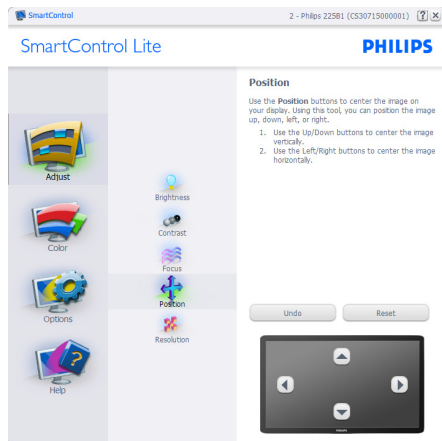 SmartControl
2 - Philips 225B1 (CS30715000001)
SmartControl Lite
PHILIPS
Position
Use the Position buttons to center the image on
your display. Using this tool, you can position the image
up, down, left, or right.
1. Use the Up/Down buttons to center the image
vertically.
2. Use the Left/Right buttons to center the image
horizontally.
Adjust
Color
Options
Help
Brightness
Contrast
Focus
Position
Resolution
Undo
Reset
PHILIPS